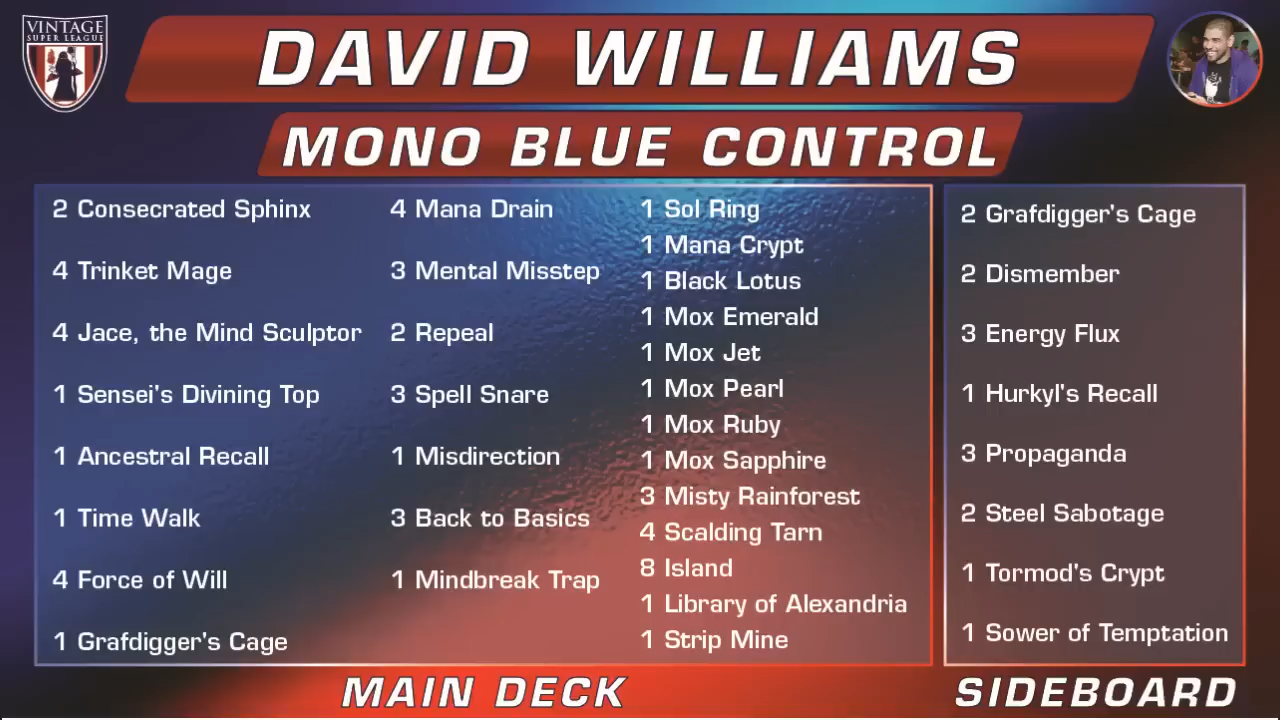 VINTAGE
SUPER LEAGUE
DAVID WILLIAMS
MONO BLUE CONTROL
2 Consecrated Sphinx
4 Trinket Mage
4 Jace, the Mind Sculptor
1 Sensei's Divining Top
1 Ancestral Recall
1 Time Walk
4 Force of Will
1 Grafdigger's Cage
4 Mana Drain
3 Mental Misstep
2 Repeal
3 Spell Snare
1 Misdirection
3 Back to Basics
1 Mindbreak Trap
1 Sol Ring
1 Mana Crypt
1 Black Lotus
1 Mox Emerald
1 Mox Jet
1 Mox Pearl
1 Mox Ruby
1 Mox Sapphire
3 Misty Rainforest
4 Scalding Tarn
8 Island
1 Library of Alexandria
1 Strip Mine
MAIN DECK
2 Grafdigger's Cage
2 Dismember
3 Energy Flux
1 Hurkyl's Recall
3 Propaganda
2 Steel Sabotage
1 Tormod's Crypt
1 Sower of Temptation
SIDEBOARD